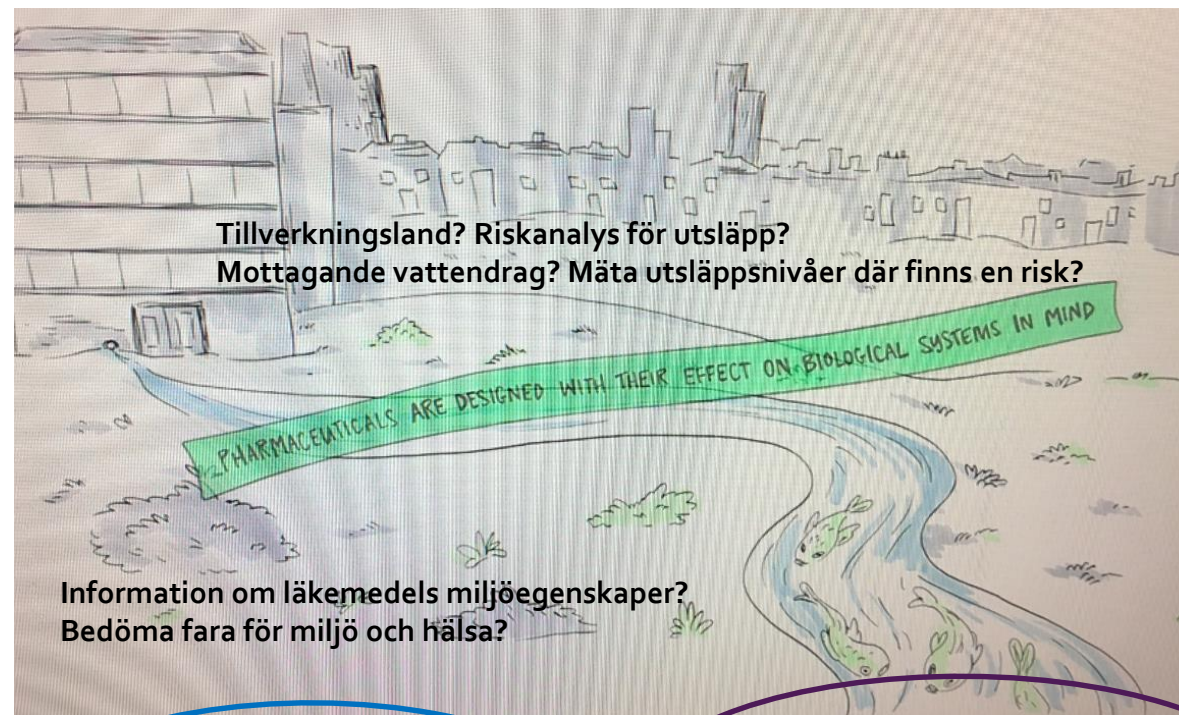 Tillverkningsland? Riskanalys för utsläpp?
Mottagande vattendrag? Mäta utsläppsnivåer där finns en risk?
PHARMACEUTICALS ARE DESIGNED WITH THEIR EFFECT ON BIOLOGICAL SYSTEMS IN MIND
Information om läkemedels miljöegenskaper?
Bedöma fara för miljö och hälsa?